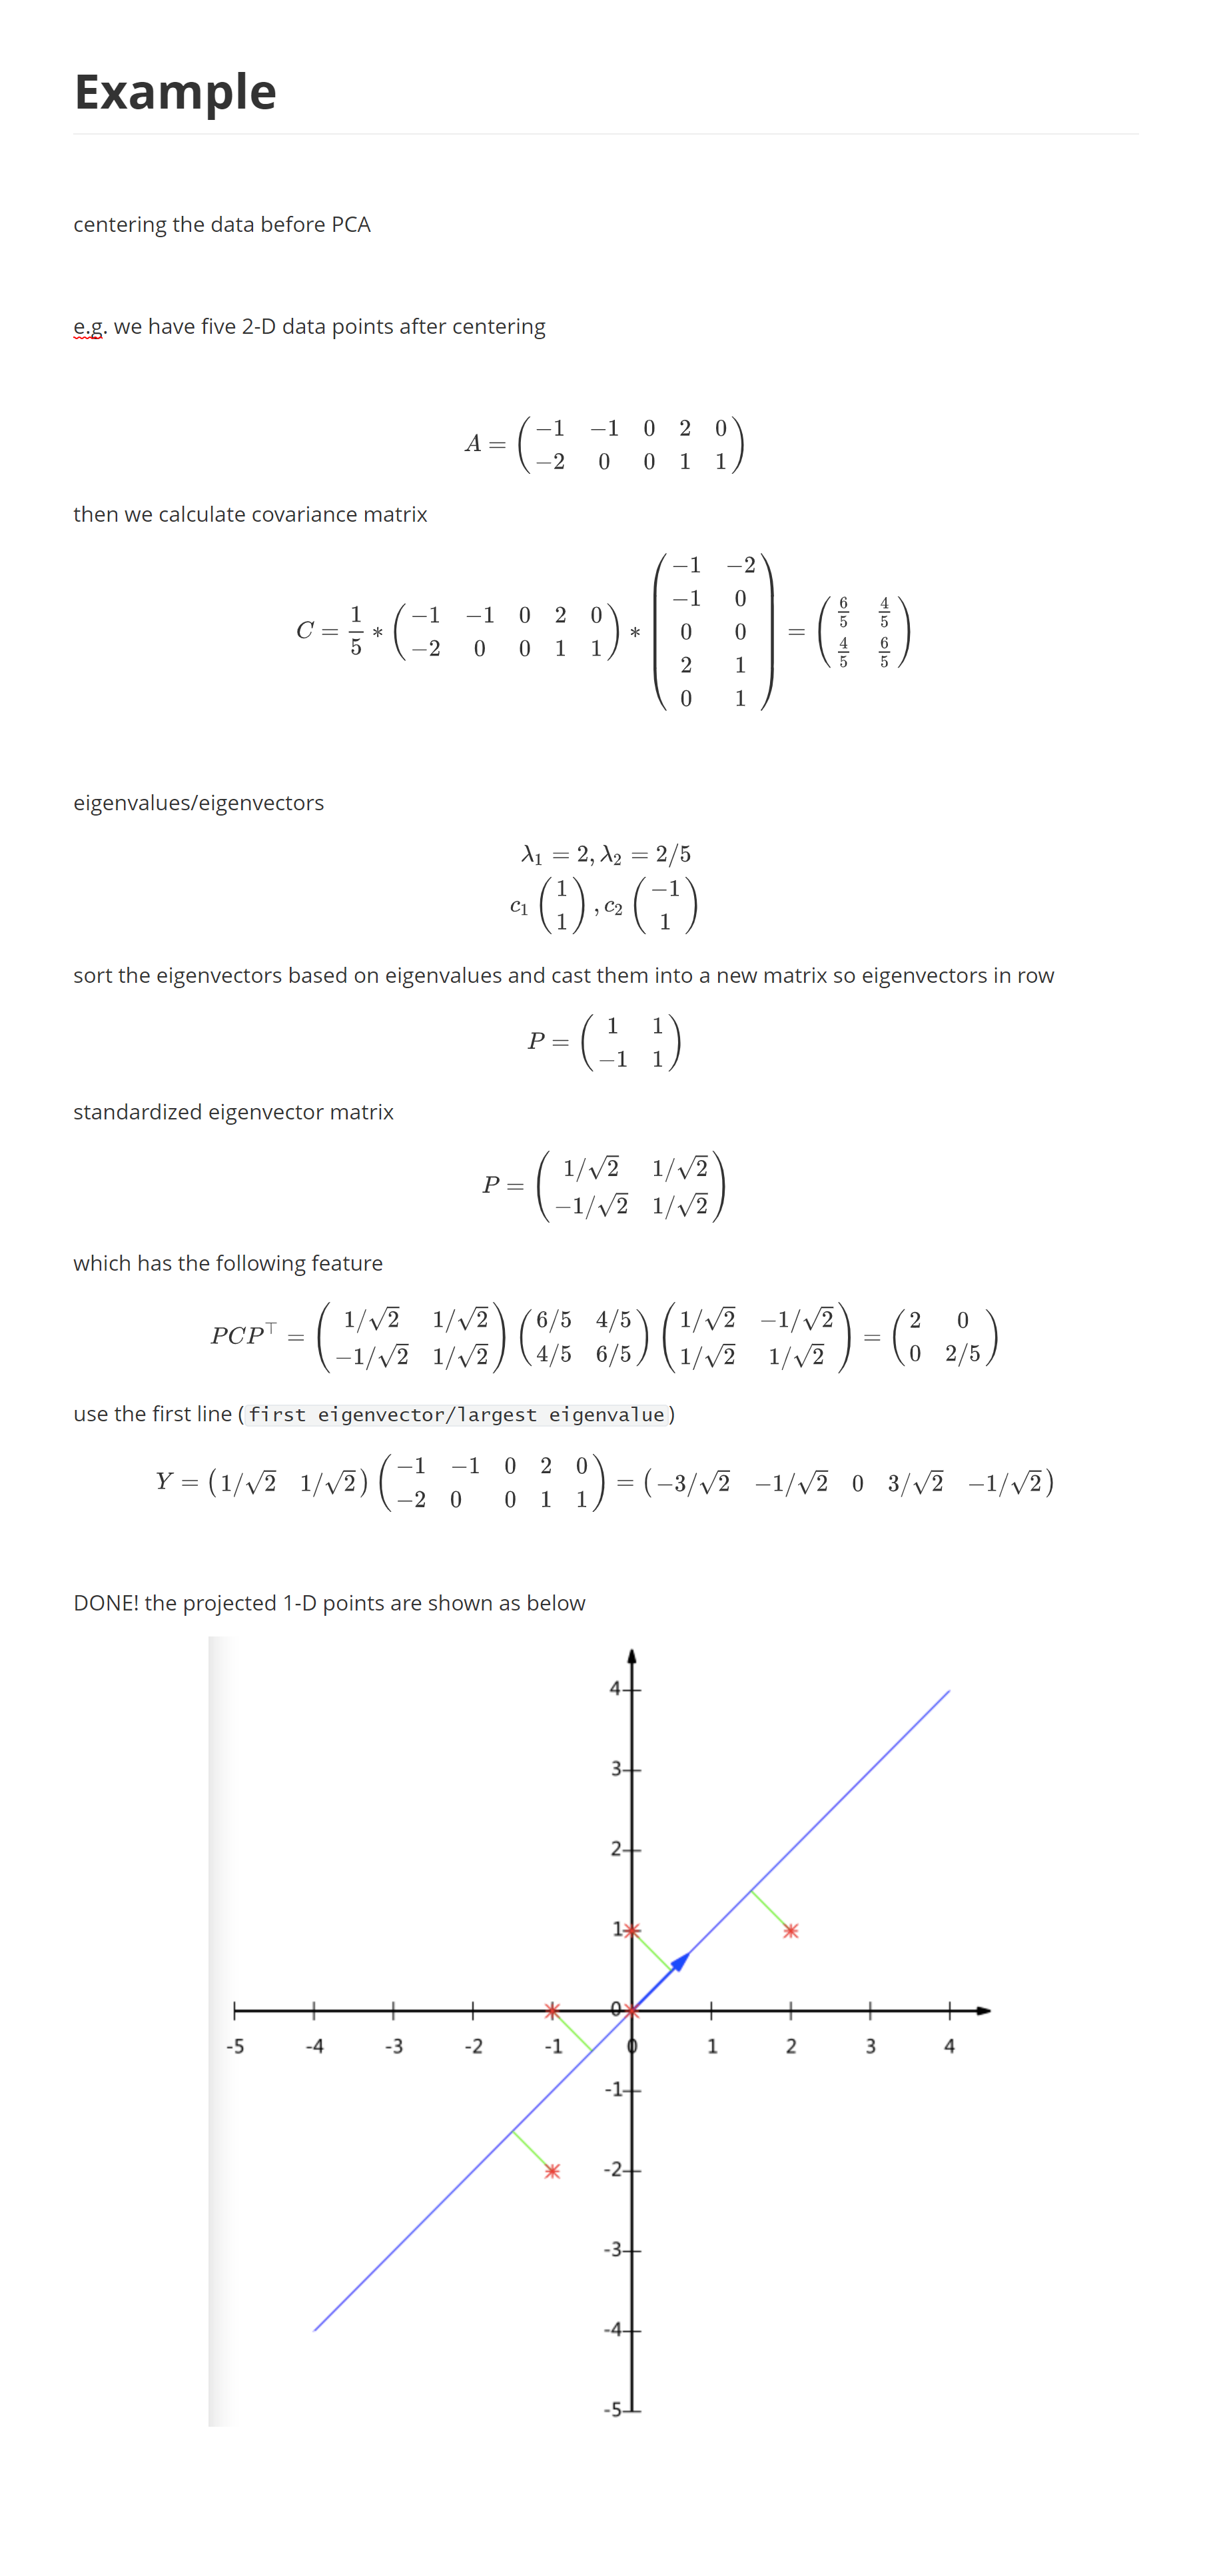 Example
centering the data before PCA
e.g. we have five 2-D data points after centering
A = \begin{pmatrix} -1 & -1 & 0 & 2 & 0 \\ -2 & 0 & 0 & 1 & 1 \end{pmatrix}
then we calculate covariance matrix
C = \frac{1}{5} * \begin{pmatrix} -1 & -1 & 0 & 2 & 0 \\ -2 & 0 & 0 & 1 & 1 \end{pmatrix} * \begin{pmatrix} -1 & -2 \\ -1 & 0 \\ 0 & 0 \\ 2 & 1 \\ 0 & 1 \end{pmatrix} = \begin{pmatrix} \frac{6}{5} & \frac{4}{5} \\ \frac{4}{5} & \frac{6}{5} \end{pmatrix}
eigenvalues/eigenvectors
λ₁ = 2, λ₂ = 2/5
c_1 \begin{pmatrix} 1 \\ 1 \end{pmatrix}, c_2 \begin{pmatrix} -1 \\ 1 \end{pmatrix}
sort the eigenvectors based on eigenvalues and cast them into a new matrix so eigenvectors in row
P = \begin{pmatrix} 1 & 1 \\ -1 & 1 \end{pmatrix}
standardized eigenvector matrix
P = \begin{pmatrix} 1/\sqrt{2} & 1/\sqrt{2} \\ -1/\sqrt{2} & 1/\sqrt{2} \end{pmatrix}
which has the following feature
PCP^\top = \begin{pmatrix} 1/\sqrt{2} & 1/\sqrt{2} \\ -1/\sqrt{2} & 1/\sqrt{2} \end{pmatrix} \begin{pmatrix} 6/5 & 4/5 \\ 4/5 & 6/5 \end{pmatrix} \begin{pmatrix} 1/\sqrt{2} & -1/\sqrt{2} \\ 1/\sqrt{2} & 1/\sqrt{2} \end{pmatrix} = \begin{pmatrix} 2 & 0 \\ 0 & 2/5 \end{pmatrix}
use the first line (first eigenvector/largest eigenvalue)
Y = (1/\sqrt{2} \quad 1/\sqrt{2}) \begin{pmatrix} -1 & -1 & 0 & 2 & 0 \\ -2 & 0 & 0 & 1 & 1 \end{pmatrix} = (-3/\sqrt{2} \quad -1/\sqrt{2} \quad 0 \quad 3/\sqrt{2} \quad -1/\sqrt{2})
DONE! the projected 1-D points are shown as below
4
3
2
1
0
-5 -4 -3 -2 -1 0 1 2 3 4
-1
-2
-3
-4
-5